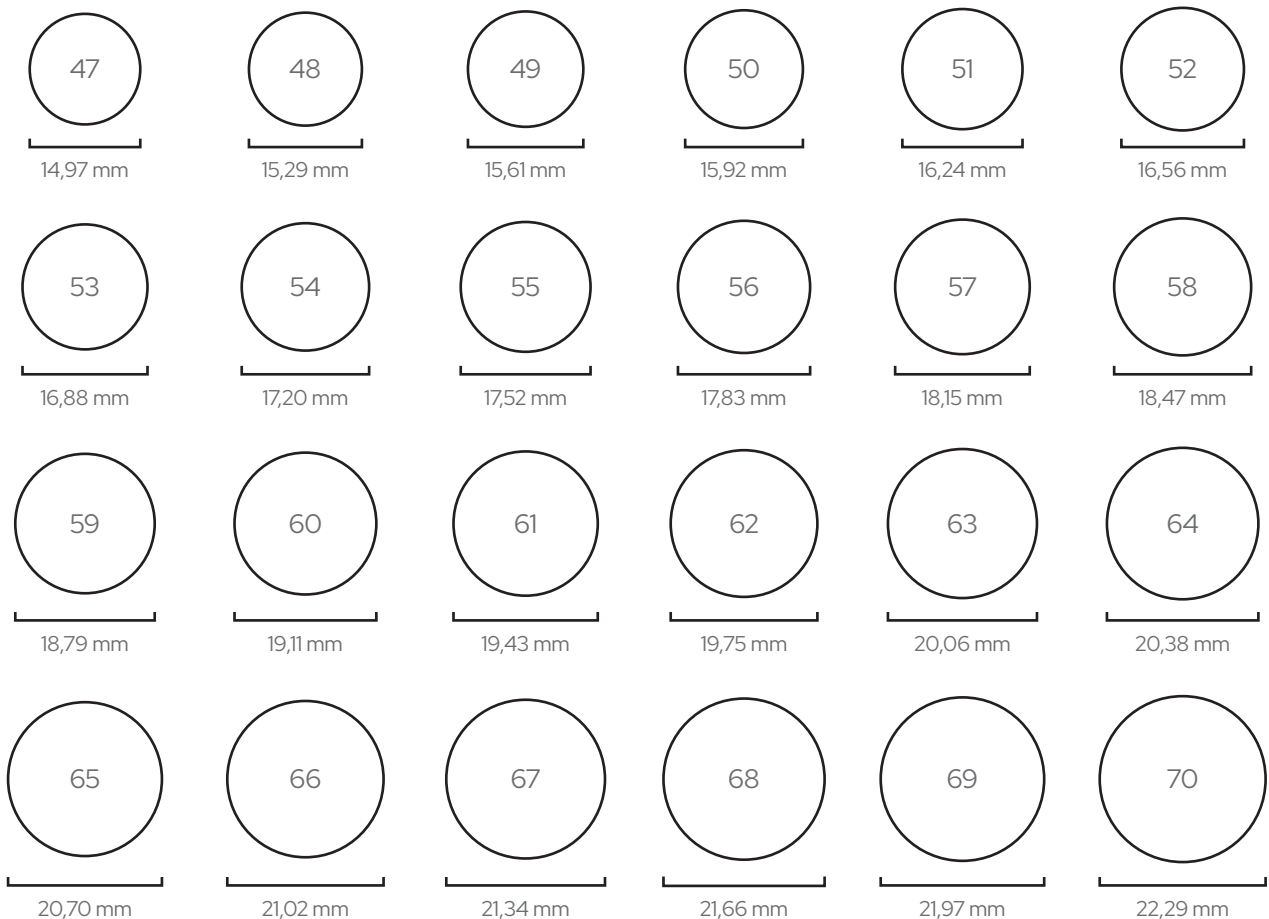 47 48 49 50 51 52
14,97 mm 15,29 mm 15,61 mm 15,92 mm 16,24 mm 16,56 mm
53 54 55 56 57 58
16,88 mm 17,20 mm 17,52 mm 17,83 mm 18,15 mm 18,47 mm
59 60 61 62 63 64
18,79 mm 19,11 mm 19,43 mm 19,75 mm 20,06 mm 20,38 mm
65 66 67 68 69 70
20,70 mm 21,02 mm 21,34 mm 21,66 mm 21,97 mm 22,29 mm